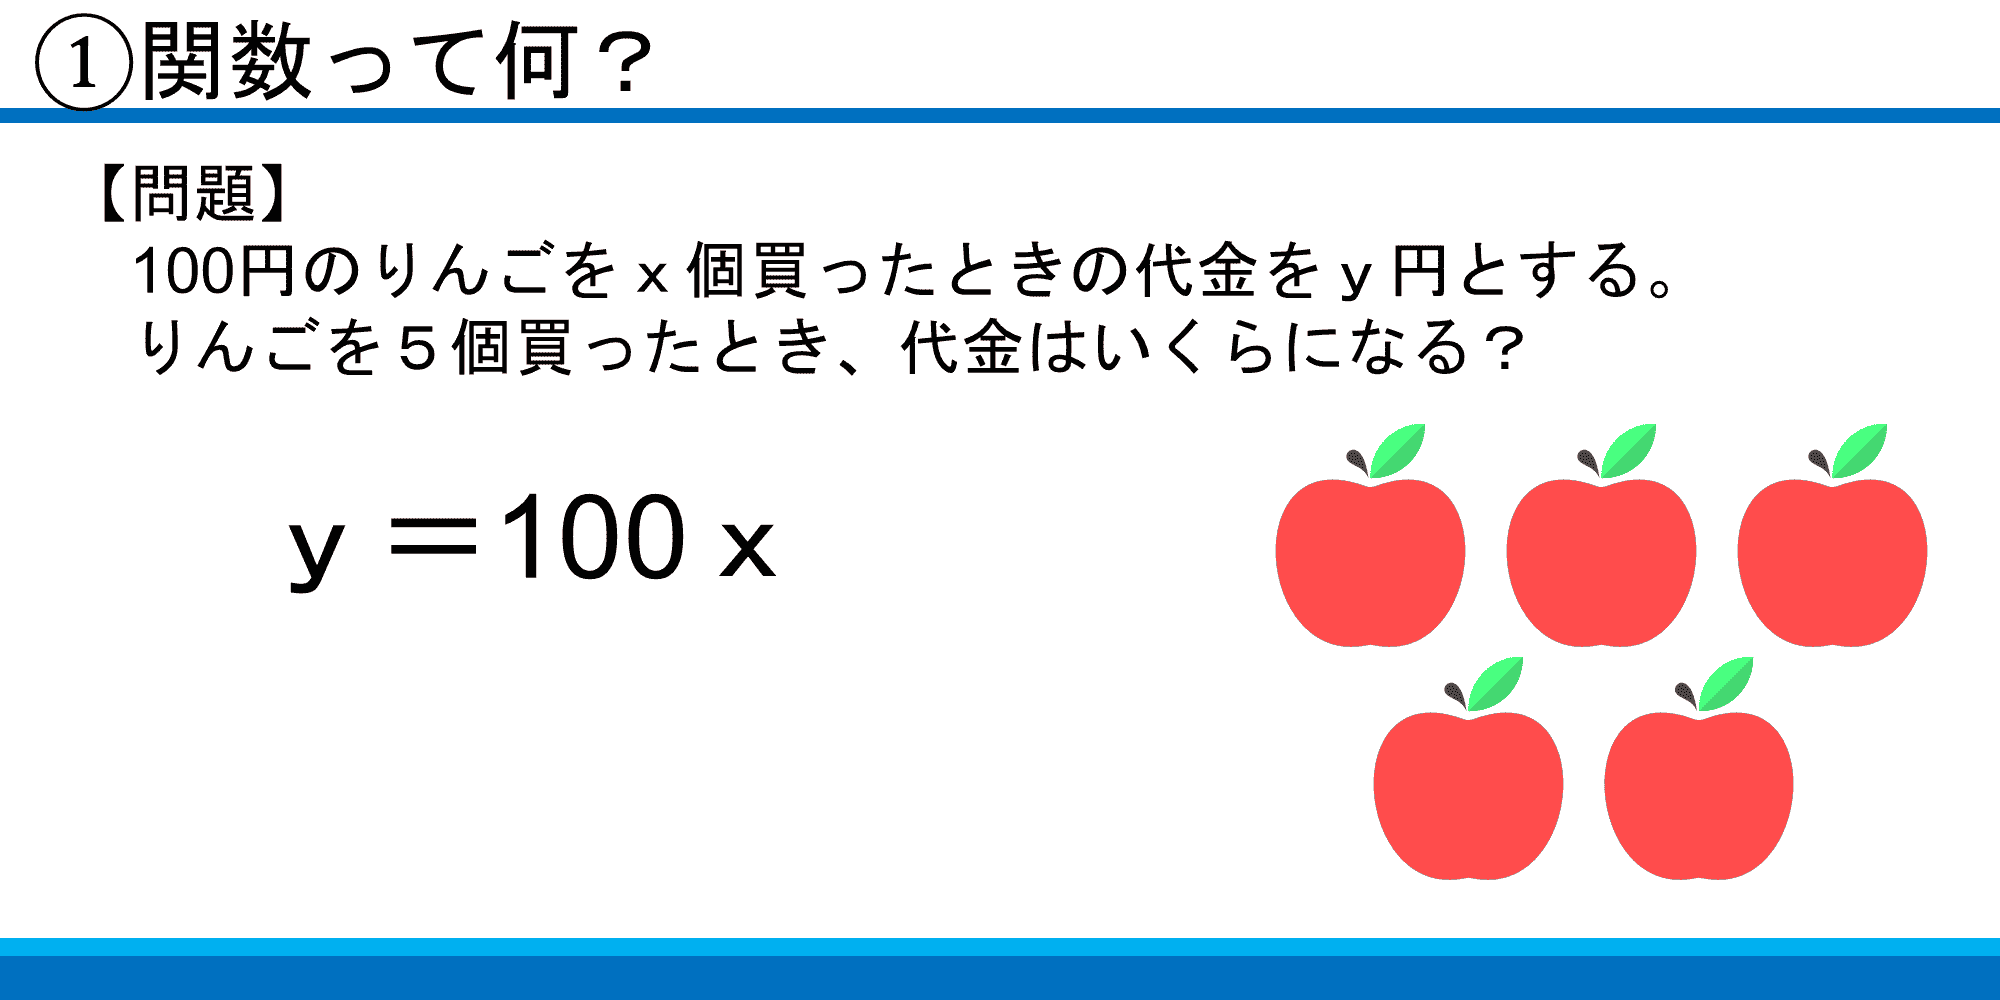 ①関数って何？
【問題】
100円のりんごをｘ個買ったときの代金をｙ円とする。
りんごを５個買ったとき、代金はいくらになる？
ｙ＝100ｘ